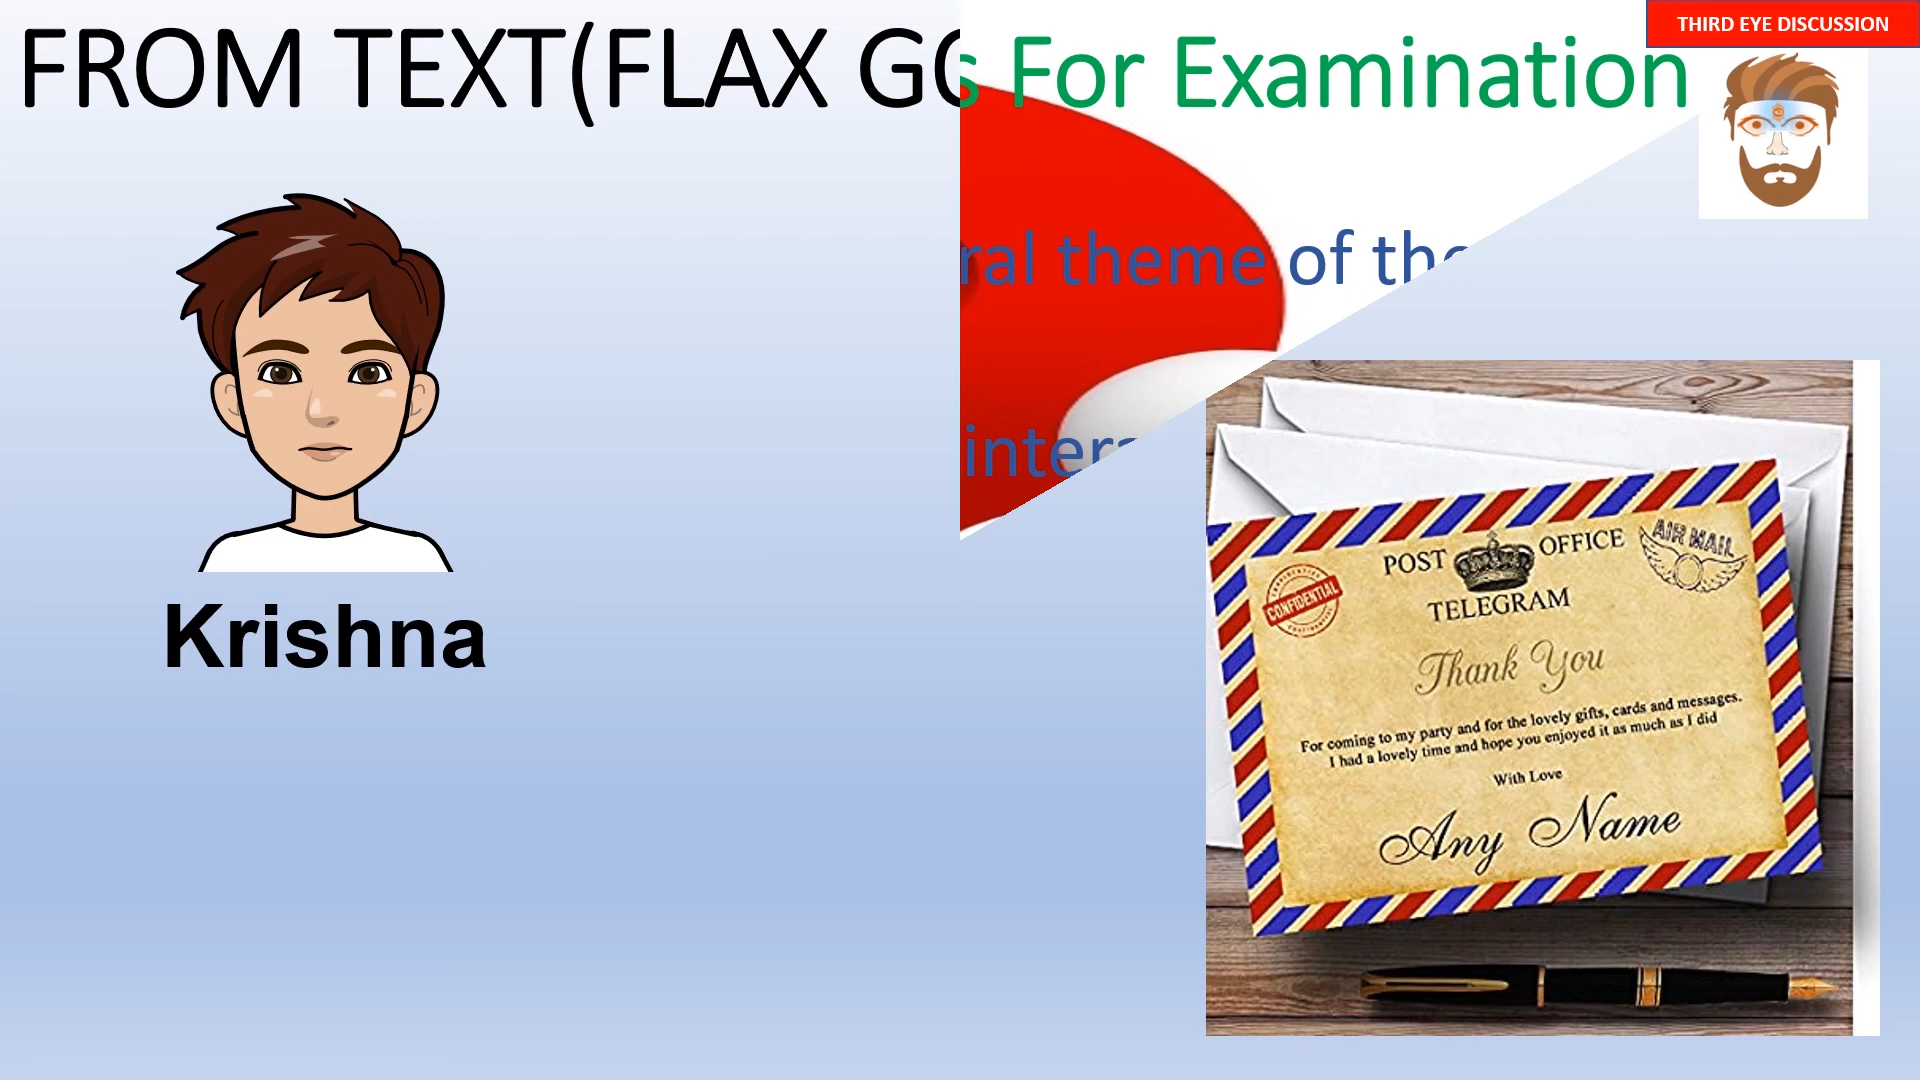 THIRD EYE DISCUSSION
FROM TEXT(FLAX GO
s For Examination
ral theme of the
inter
Krishna
POST OFFICE
TELEGRAM
AIR MAIL
CONFIDENTIAL
Thank You
For coming to my party and for the lovely gifts, cards and messages.
I had a lovely time and hope you enjoyed it as much as I did
With Love
Any Name